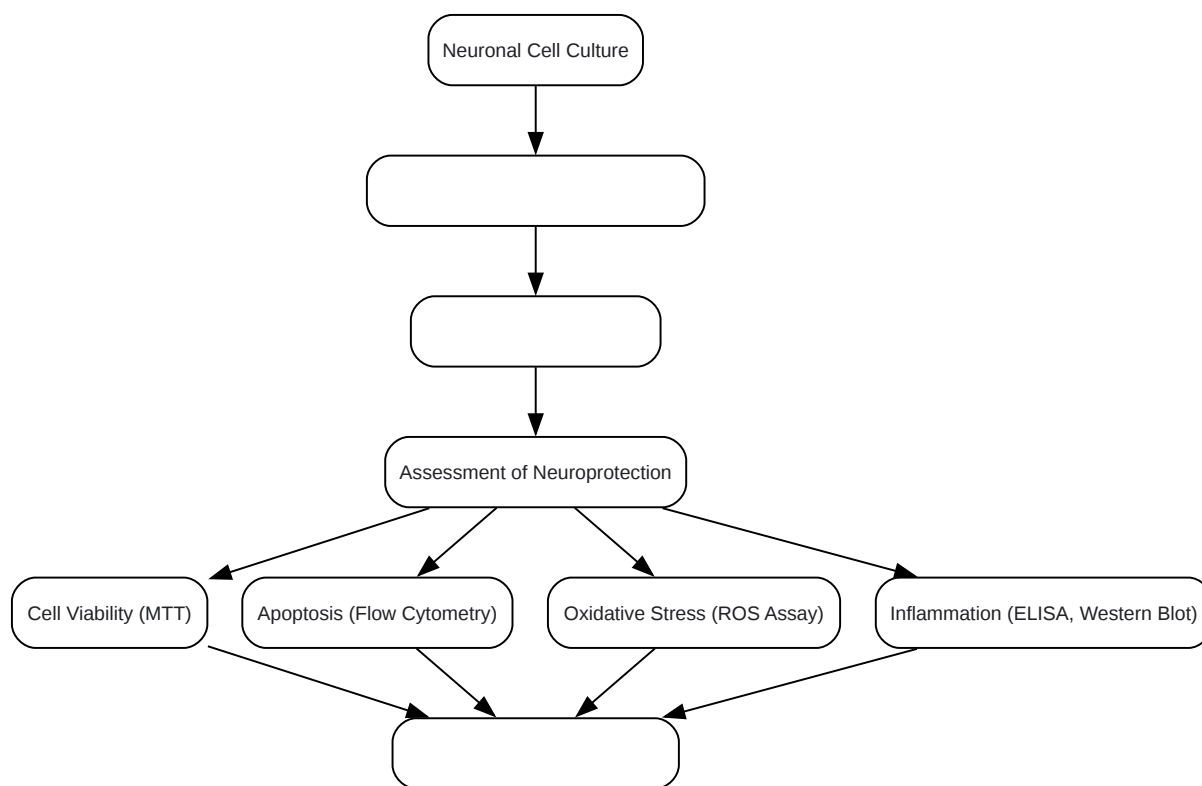 Neuronal Cell Culture
Assessment of Neuroprotection
Cell Viability (MTT)
Apoptosis (Flow Cytometry)
Oxidative Stress (ROS Assay)
Inflammation (ELISA, Western Blot)